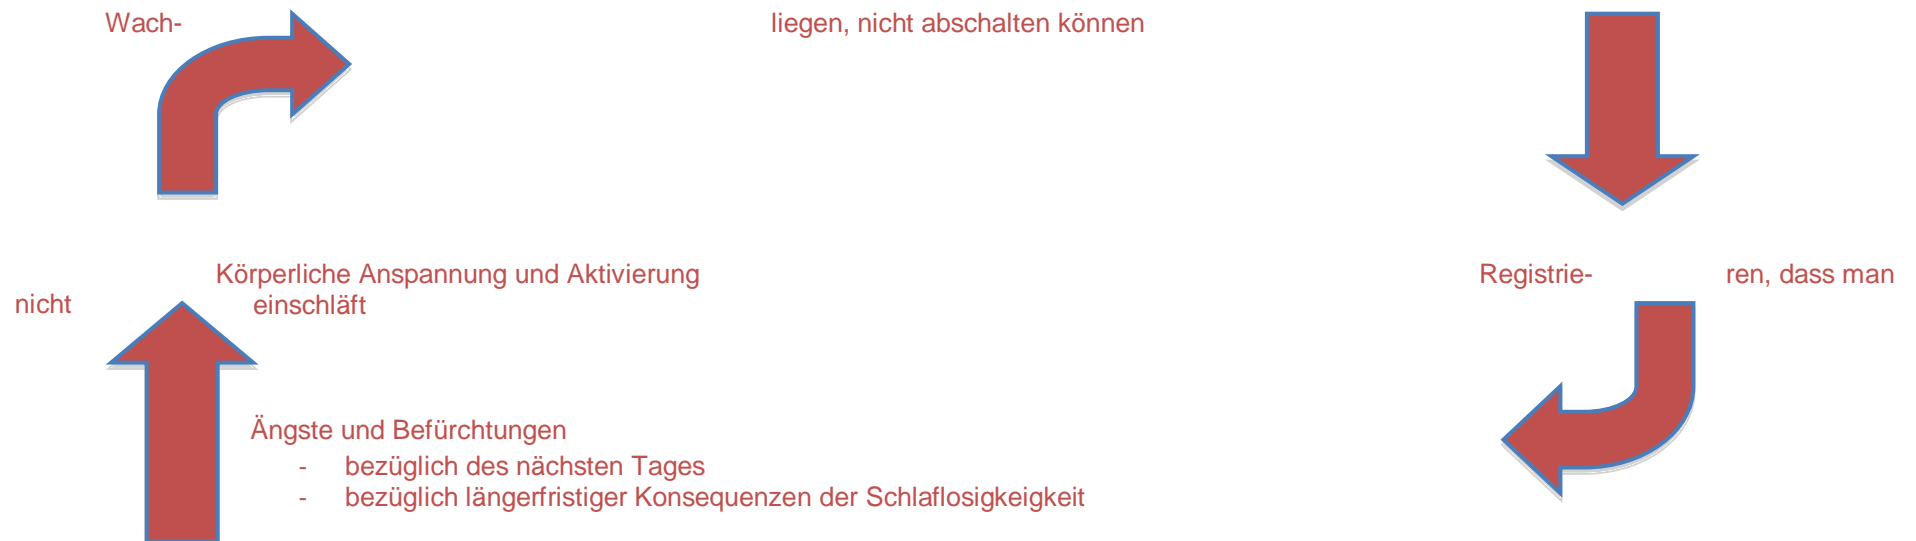 Wach- liegen, nicht abschalten können
Körperliche Anspannung und Aktivierung Registrie- ren, dass man
nicht einschläft
Ängste und Befürchtungen
- bezüglich des nächsten Tages
- bezüglich längerfristiger Konsequenzen der Schlaflosigkeigkeit